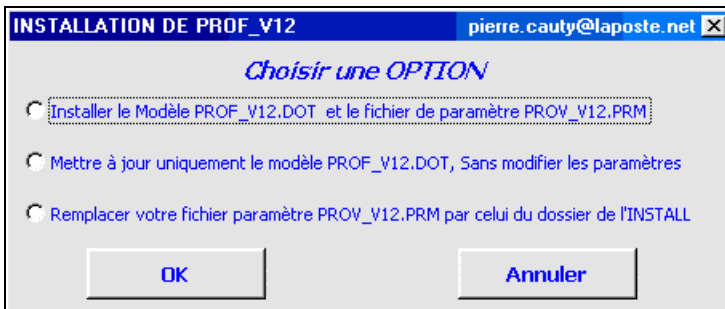 INSTALLATION DE PROF_V12 pierre.cauty@laposte.net
Choisir une OPTION
Installer le Modèle PROF_V12.DOT et le fichier de paramètre PROV_V12.PRM
Mettre à jour uniquement le modèle PROF_V12.DOT, Sans modifier les paramètres
Remplacer votre fichier paramètre PROV_V12.PRM par celui du dossier de l'INSTALL
OK Annuler